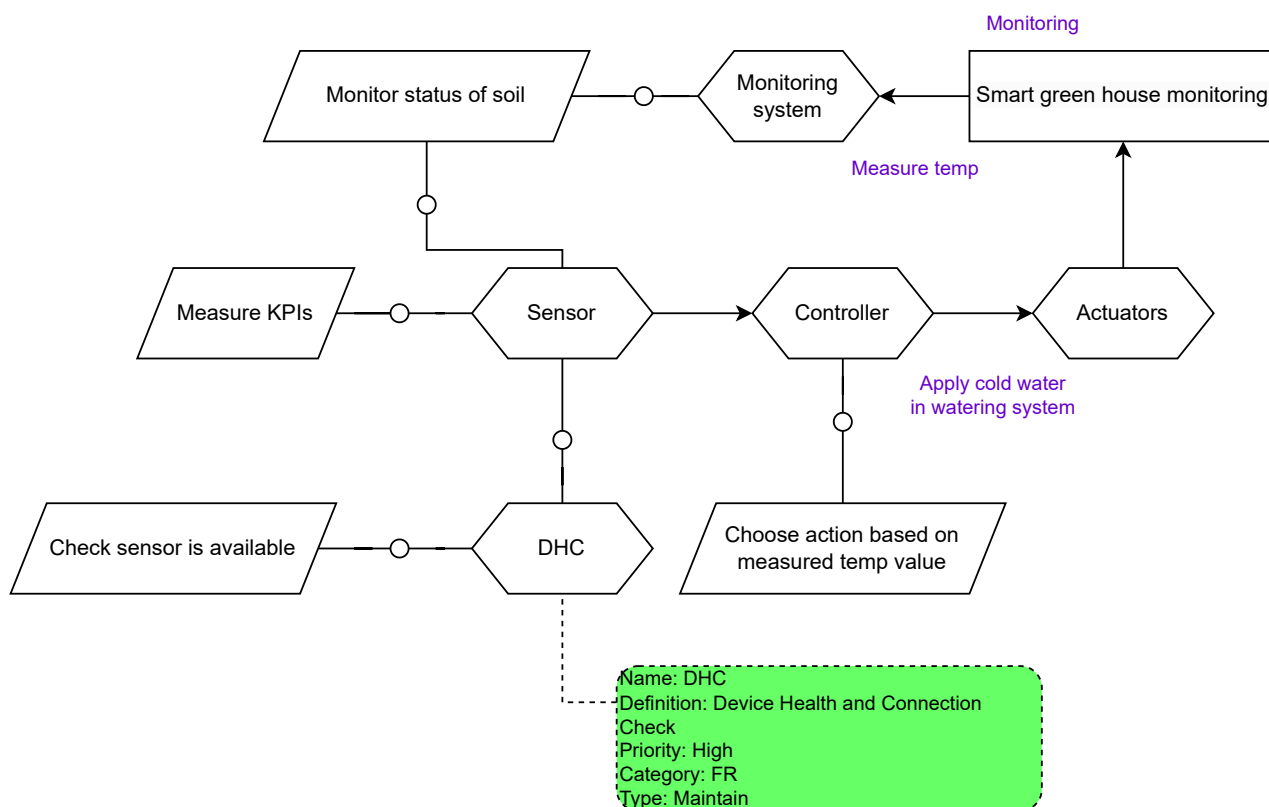 Monitoring
Monitor status of soil
Monitoring
system
Smart green house monitoring
Measure temp
Measure KPIs
Sensor
Controller
Actuators
Apply cold water
in watering system
Check sensor is available
DHC
Choose action based on
measured temp value
Name: DHC
Definition: Device Health and Connection
Check
Priority: High
Category: FR
Type: Maintain